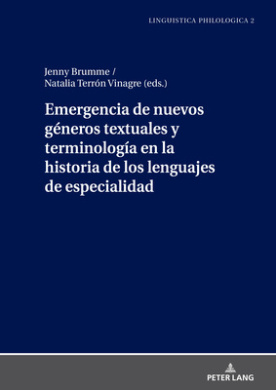 LINGUISTICA PHILOLOGICA 2
Jenny Brumme /
Natalia Terrón Vinagre (eds.)
Emergencia de nuevos
géneros textuales y
terminología en la
historia de los lenguajes
de especialidad
PETER LANG